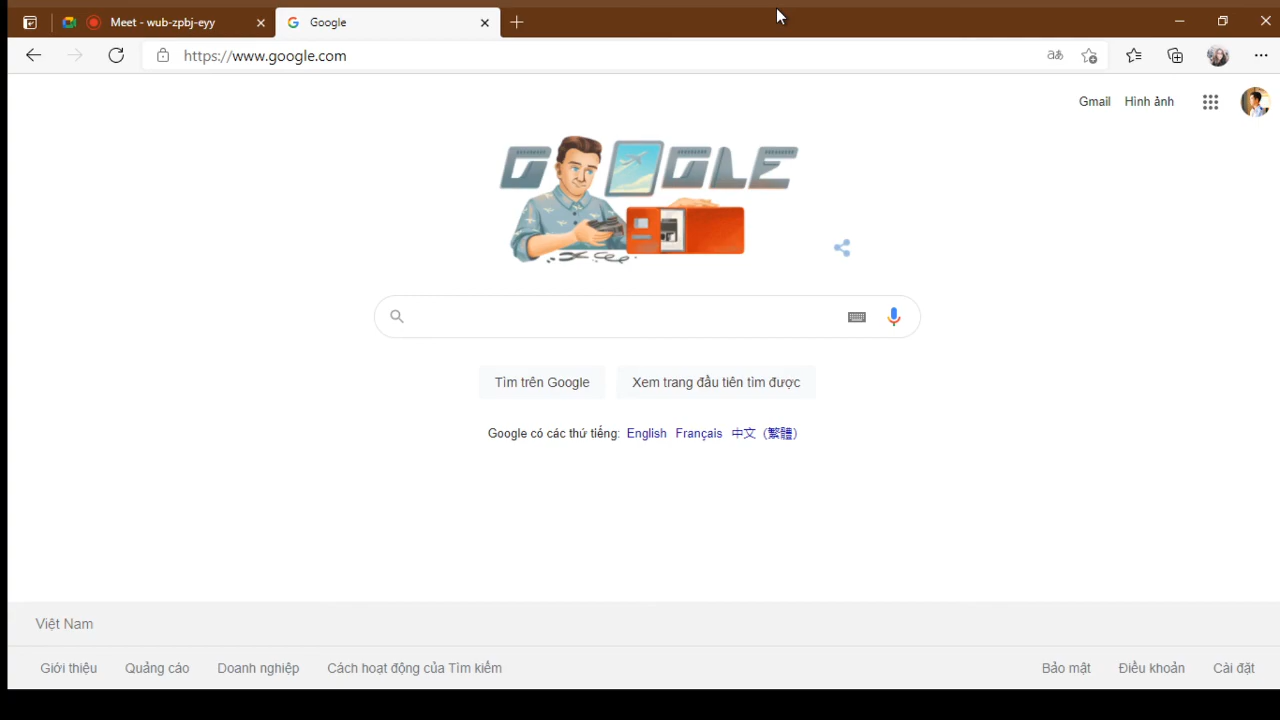 Meet - wub-zpbj-eyy
Google
https://www.google.com
Gmail Hình ảnh
GOOGLE
Tìm trên Google Xem trang đầu tiên tìm được
Google có các thứ tiếng: English Français 中文（繁體）
Việt Nam
Giới thiệu Quảng cáo Doanh nghiệp Cách hoạt động của Tìm kiếm Bảo mật Điều khoản Cài đặt